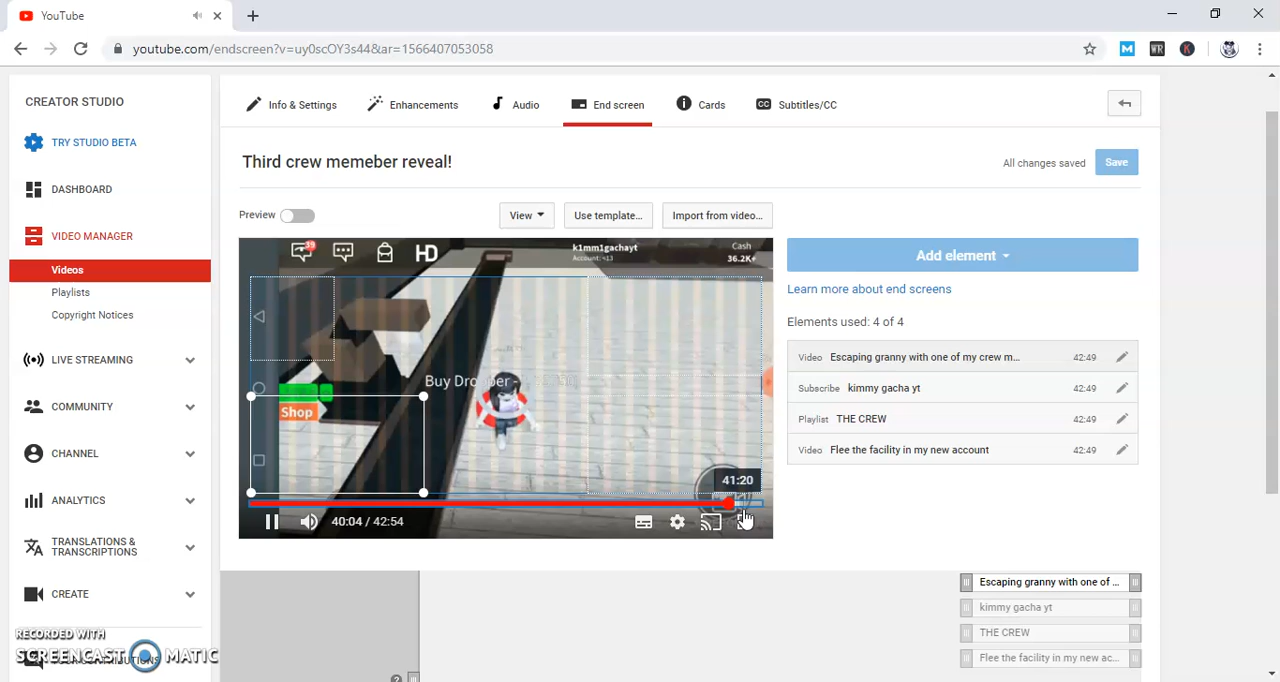 YouTube
youtube.com/endscreen?v=uy0scOY3s44&ar=1566407053058
M
WR
K
CREATOR STUDIO
TRY STUDIO BETA
DASHBOARD
VIDEO MANAGER
Videos
Playlists
Copyright Notices
LIVE STREAMING
COMMUNITY
CHANNEL
ANALYTICS
TRANSLATIONS &
TRANSCRIPTIONS
CREATE
RECORDED WITH
SCREENCAST MATIC
Info & Settings
Enhancements
Audio
End screen
Cards
CC Subtitles/CC
Third crew memeber reveal!
All changes saved
Save
Preview
View
Use template...
Import from video...
39
HD
k1mm1gachayt
Account: <13
Cash
36.2K+
Buy Dropper -
Shop
41:20
40:04 / 42:54
Add element
Learn more about end screens
Elements used: 4 of 4
Video Escaping granny with one of my crew m... 42:49
Subscribe kimmy gacha yt 42:49
Playlist THE CREW 42:49
Video Flee the facility in my new account 42:49
Escaping granny with one of ...
kimmy gacha yt
THE CREW
Flee the facility in my new ac...